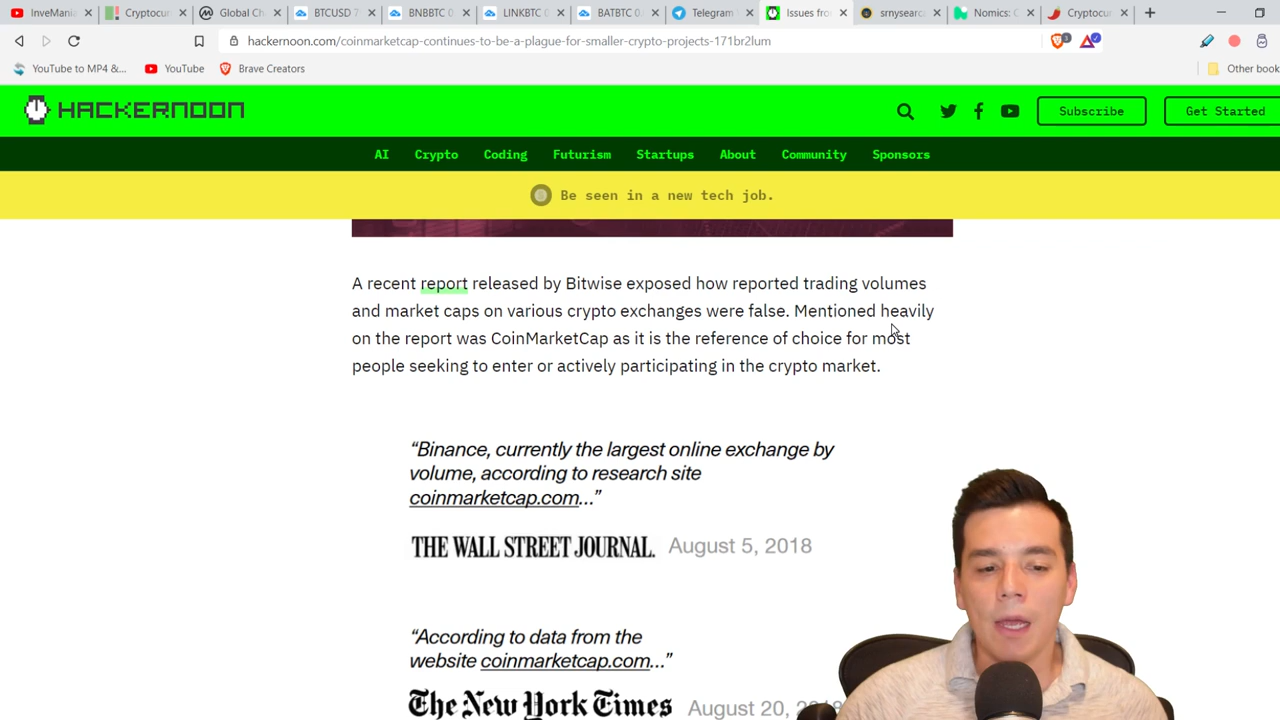 InveMania
Cryptocur
Global Ch
BTCUSD 7
BNBBTC 0.
LINKBTC 0
BATBTC 0.
Telegram
Issues fro
srnysearc
Nomics: C
Cryptocur
hackernoon.com/coinmarketcap-continues-to-be-a-plague-for-smaller-crypto-projects-171br2lum
YouTube to MP4 &...
YouTube
Brave Creators
Other book
HACKERNOON
Subscribe
Get Started
AI Crypto Coding Futurism Startups About Community Sponsors
Be seen in a new tech job.
A recent report released by Bitwise exposed how reported trading volumes
and market caps on various crypto exchanges were false. Mentioned heavily
on the report was CoinMarketCap as it is the reference of choice for most
people seeking to enter or actively participating in the crypto market.
“Binance, currently the largest online exchange by
volume, according to research site
coinmarketcap.com...”
THE WALL STREET JOURNAL. August 5, 2018
“According to data from the
website coinmarketcap.com...”
The New York Times August 20, 2018